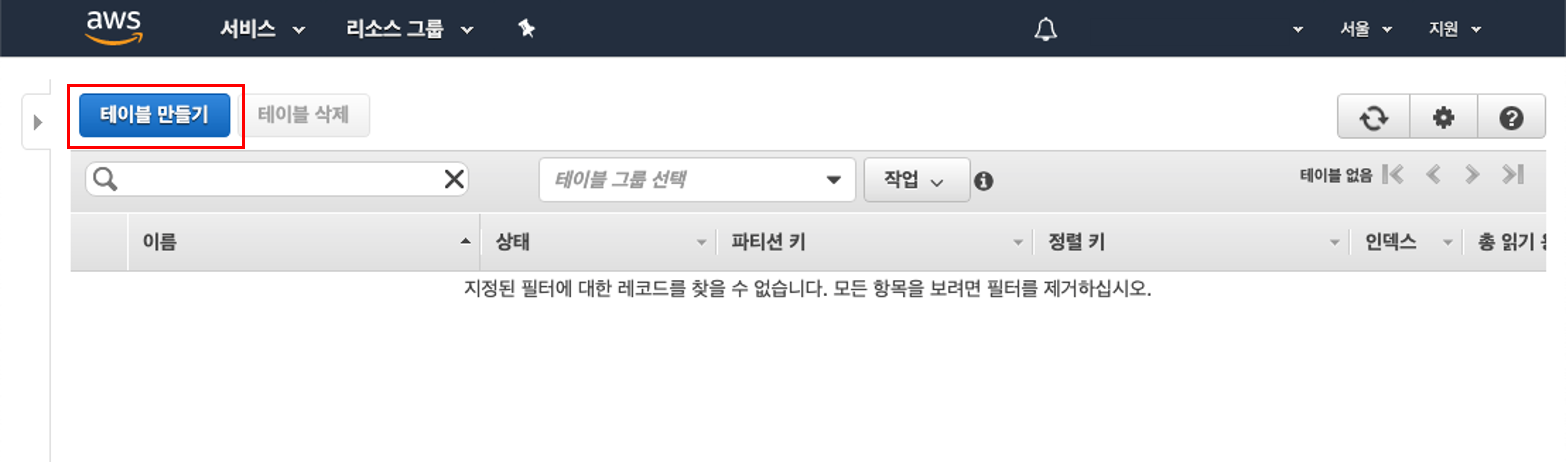 aws 서비스 리소스 그룹 서울 지원
테이블 만들기 테이블 삭제
테이블 그룹 선택 작업 테이블 없음
이름 상태 파티션 키 정렬 키 인덱스 총 읽기
지정된 필터에 대한 레코드를 찾을 수 없습니다. 모든 항목을 보려면 필터를 제거하십시오.